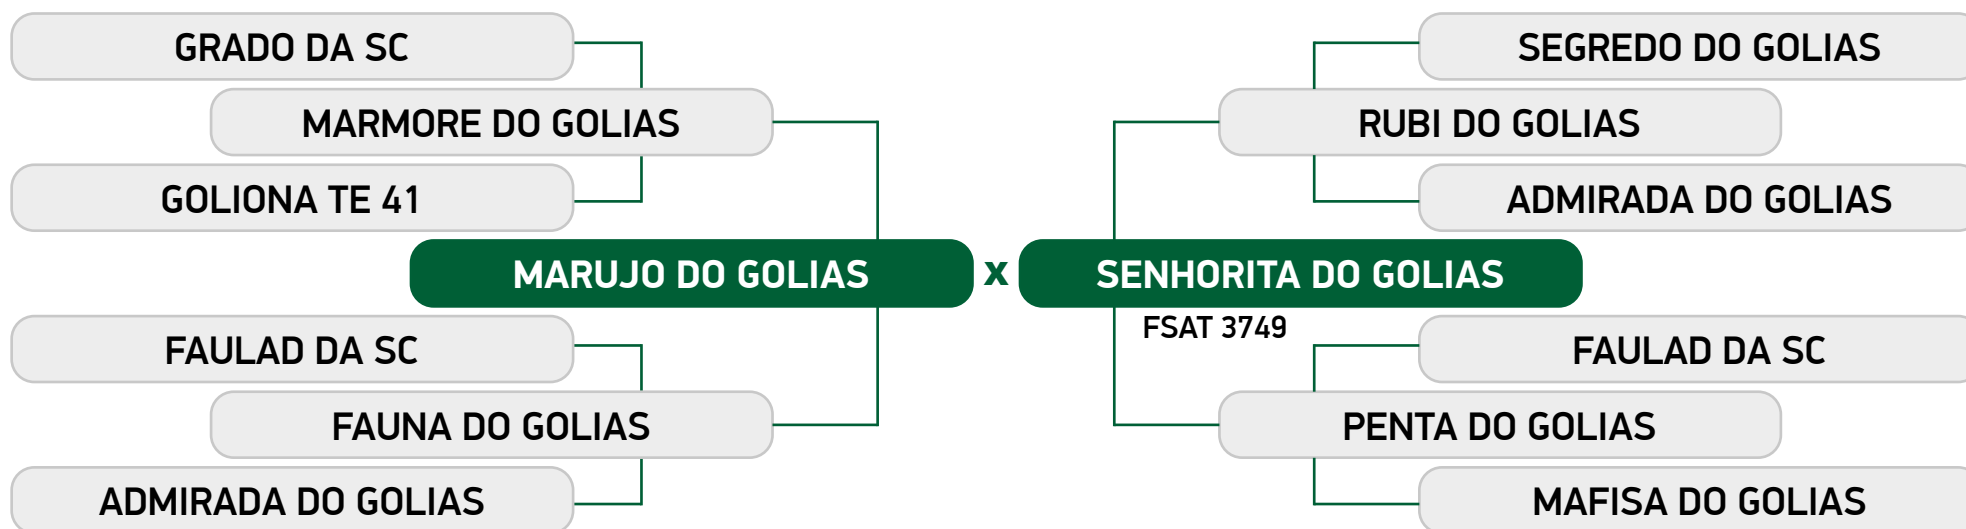 GRADO DA SC
SEGREDO DO GOLIAS
MARMORE DO GOLIAS
RUBI DO GOLIAS
GOLIONA TE 41
ADMIRADA DO GOLIAS
MARUJO DO GOLIAS x SENHORITA DO GOLIAS
FSAT 3749
FAULAD DA SC
FAULAD DA SC
FAUNA DO GOLIAS
PENTA DO GOLIAS
ADMIRADA DO GOLIAS
MAFISA DO GOLIAS